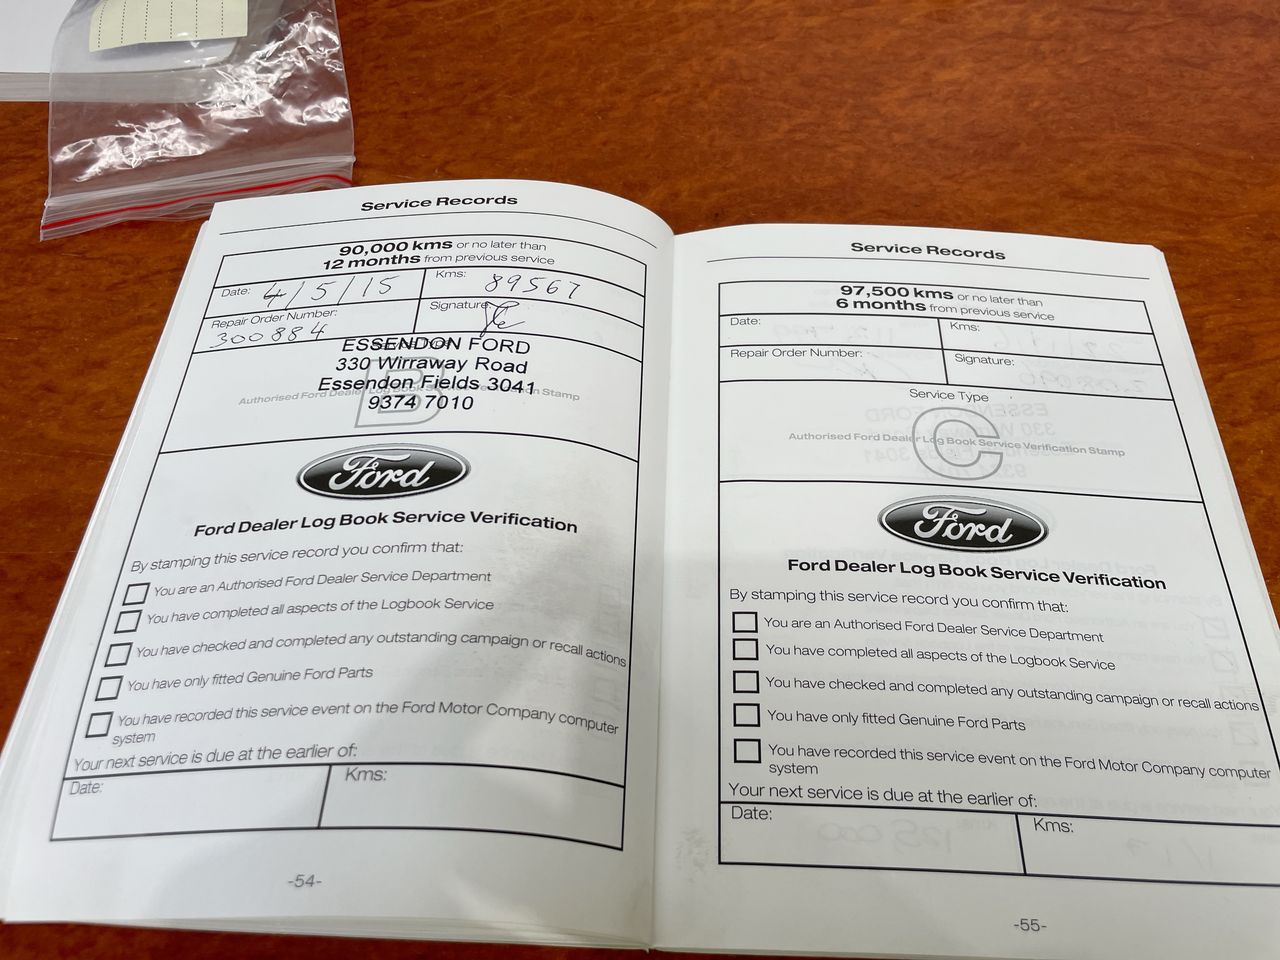 Service Records
90,000 kms or no later than
12 months from previous service
Date: 4/5/15 Kms: 89567
Repair Order Number: 300884 Signature:
ESSENDON FORD
330 Wirraway Road
Essendon Fields 3041
Authorised Ford Dealer Log Book Service Verification Stamp
9374 7010
B
Ford
Ford Dealer Log Book Service Verification
By stamping this service record you confirm that:
You are an Authorised Ford Dealer Service Department
You have completed all aspects of the Logbook Service
You have checked and completed any outstanding campaign or recall actions
You have only fitted Genuine Ford Parts
You have recorded this service event on the Ford Motor Company computer
system
Your next service is due at the earlier of:
Date: Kms:
-54-
Service Records
97,500 kms or no later than
6 months from previous service
Date: Kms:
Repair Order Number: Signature:
Service Type
C
Authorised Ford Dealer Log Book Service Verification Stamp
Ford
Ford Dealer Log Book Service Verification
By stamping this service record you confirm that:
You are an Authorised Ford Dealer Service Department
You have completed all aspects of the Logbook Service
You have checked and completed any outstanding campaign or recall actions
You have only fitted Genuine Ford Parts
You have recorded this service event on the Ford Motor Company computer
system
Your next service is due at the earlier of:
Date: Kms:
-55-